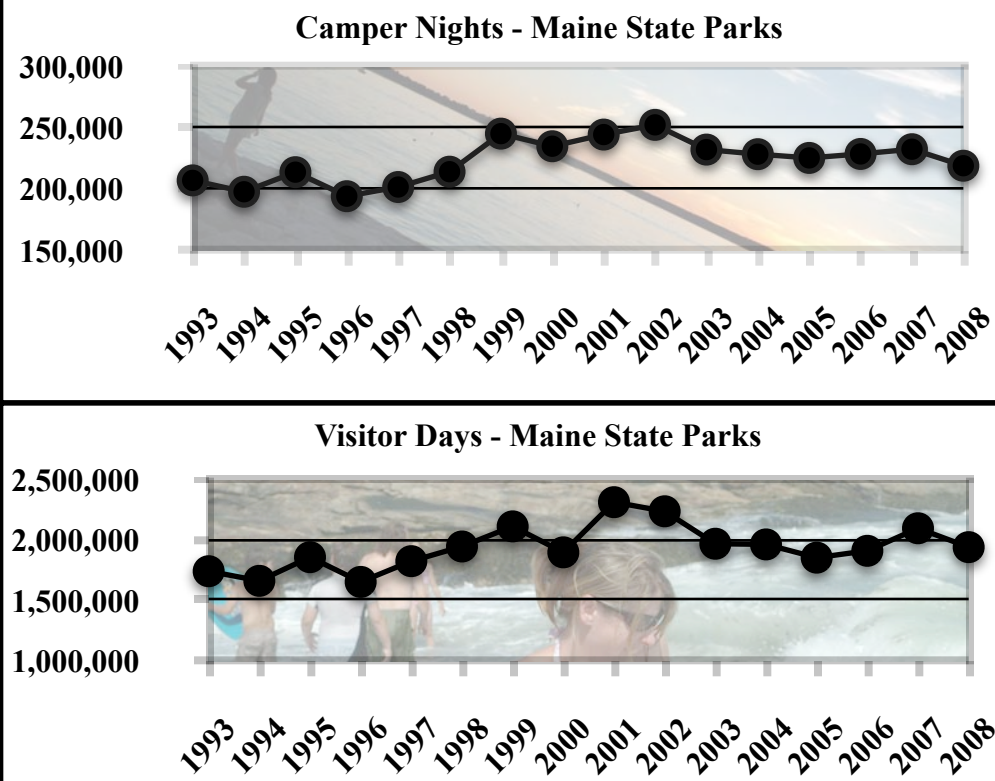 Camper Nights - Maine State Parks
300,000
250,000
200,000
150,000
1993 1994 1995 1996 1997 1998 1999 2000 2001 2002 2003 2004 2005 2006 2007 2008
Visitor Days - Maine State Parks
2,500,000
2,000,000
1,500,000
1,000,000
1993 1994 1995 1996 1997 1998 1999 2000 2001 2002 2003 2004 2005 2006 2007 2008